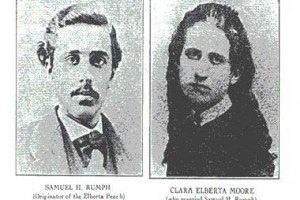 SAMUEL H. RUMPH
(Originator of the Elberta Peach)
CLARA ELBERTA MOORE
(who married Samuel H. Rumph)